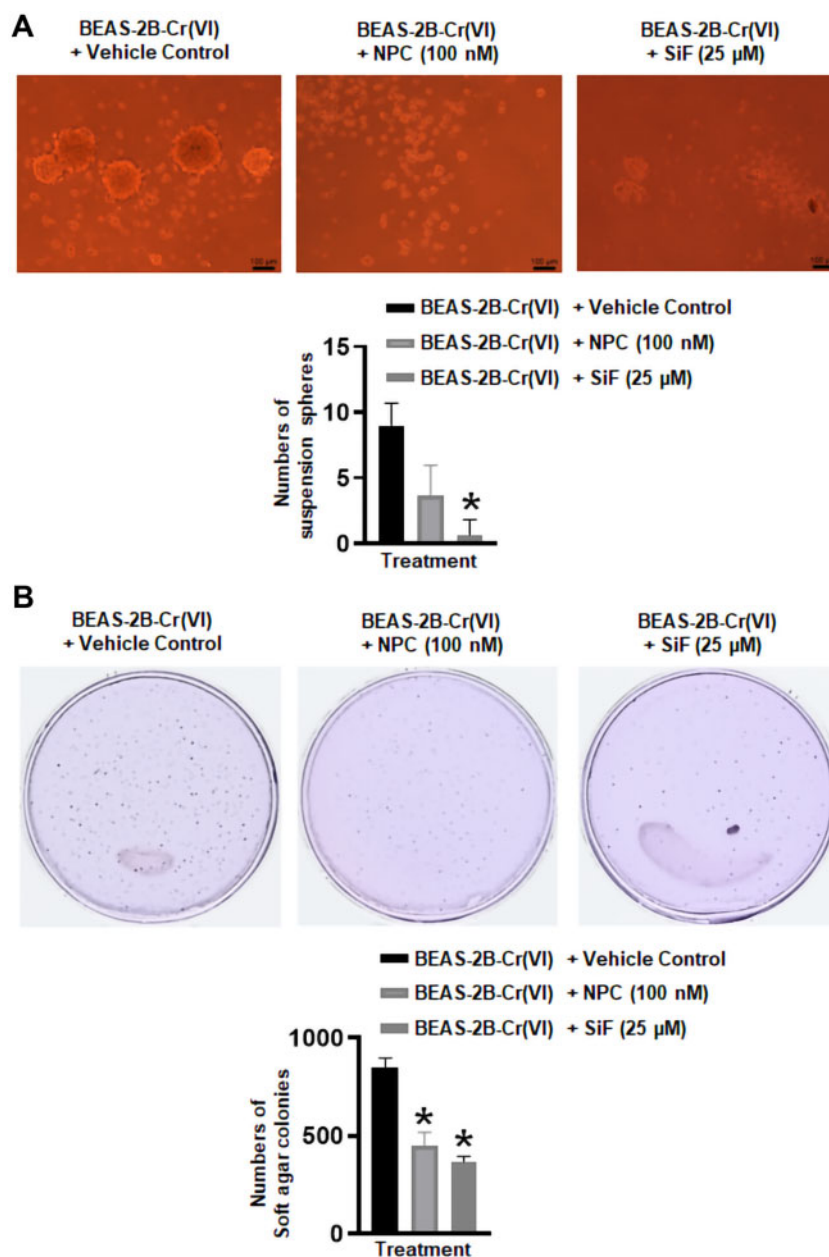 A
BEAS-2B-Cr(VI)
+ Vehicle Control
BEAS-2B-Cr(VI)
+ NPC (100 nM)
BEAS-2B-Cr(VI)
+ SiF (25 µM)
100 µm
100 µm
100 µm
BEAS-2B-Cr(VI) + Vehicle Control
BEAS-2B-Cr(VI) + NPC (100 nM)
BEAS-2B-Cr(VI) + SiF (25 µM)
Numbers of
suspension spheres
15
10
5
0
*
Treatment
B
BEAS-2B-Cr(VI)
+ Vehicle Control
BEAS-2B-Cr(VI)
+ NPC (100 nM)
BEAS-2B-Cr(VI)
+ SiF (25 µM)
BEAS-2B-Cr(VI) + Vehicle Control
BEAS-2B-Cr(VI) + NPC (100 nM)
BEAS-2B-Cr(VI) + SiF (25 µM)
Numbers of
Soft agar colonies
1000
500
0
* *
Treatment